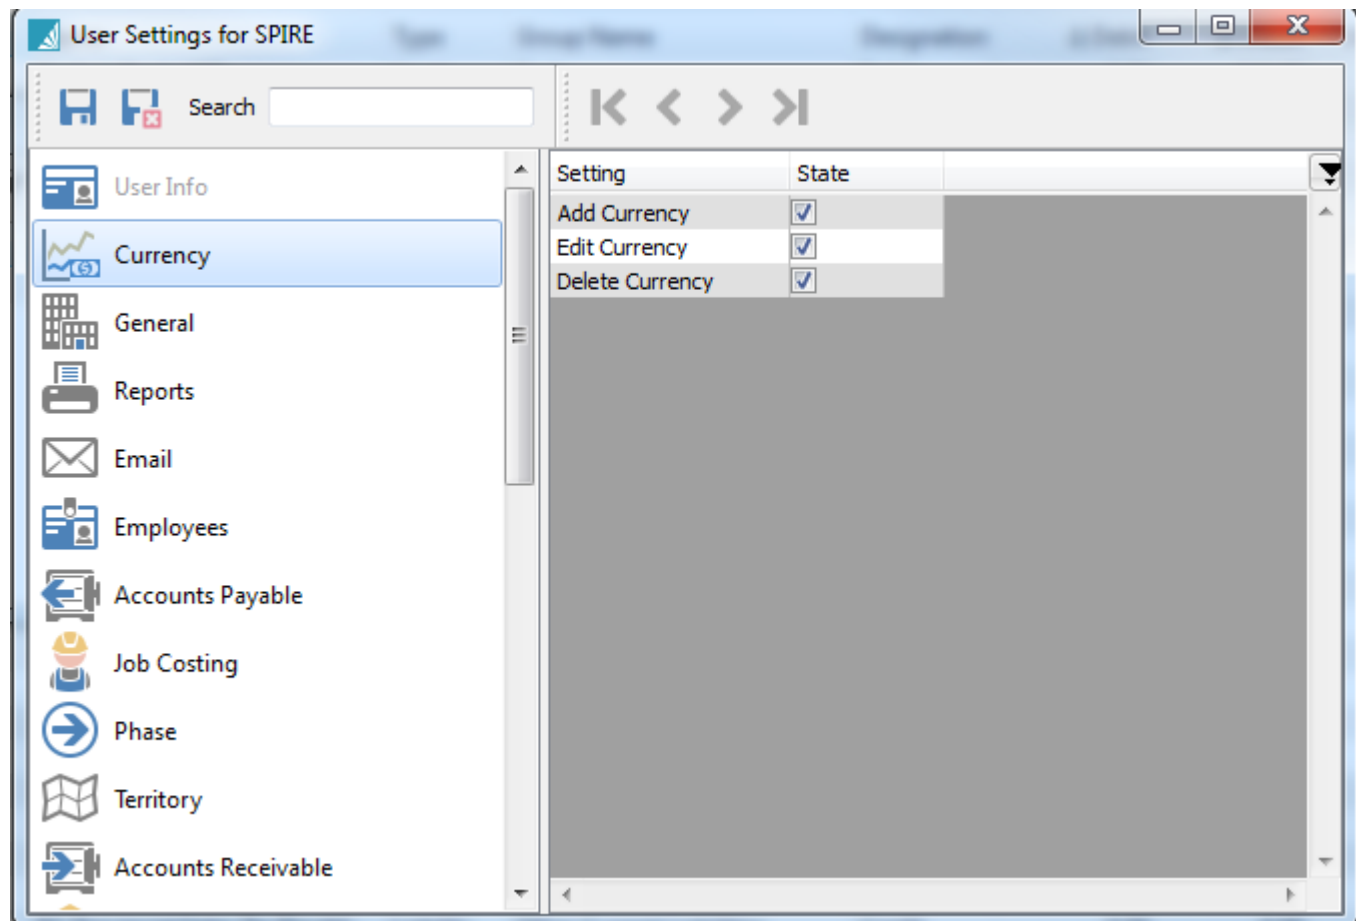 User Settings for SPIRE
Search
User Info
Currency
General
Reports
Email
Employees
Accounts Payable
Job Costing
Phase
Territory
Accounts Receivable
Setting State
Add Currency
Edit Currency
Delete Currency